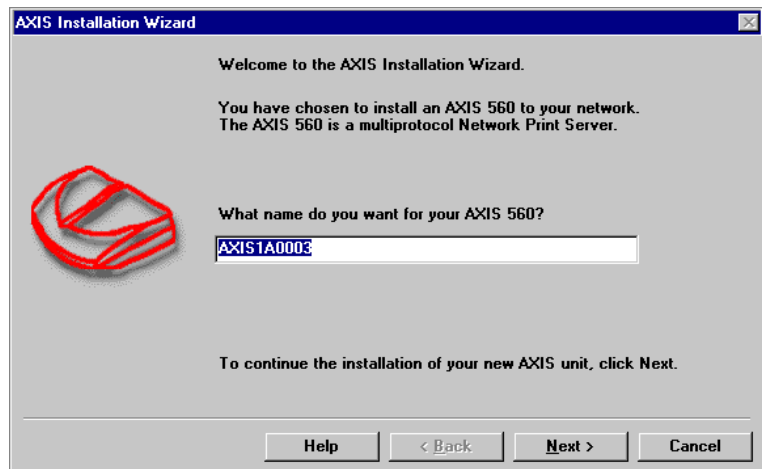 AXIS Installation Wizard
Welcome to the AXIS Installation Wizard.
You have chosen to install an AXIS 560 to your network.
The AXIS 560 is a multiprotocol Network Print Server.
What name do you want for your AXIS 560?
AXIS1A0003
To continue the installation of your new AXIS unit, click Next.
Help
< Back
Next >
Cancel